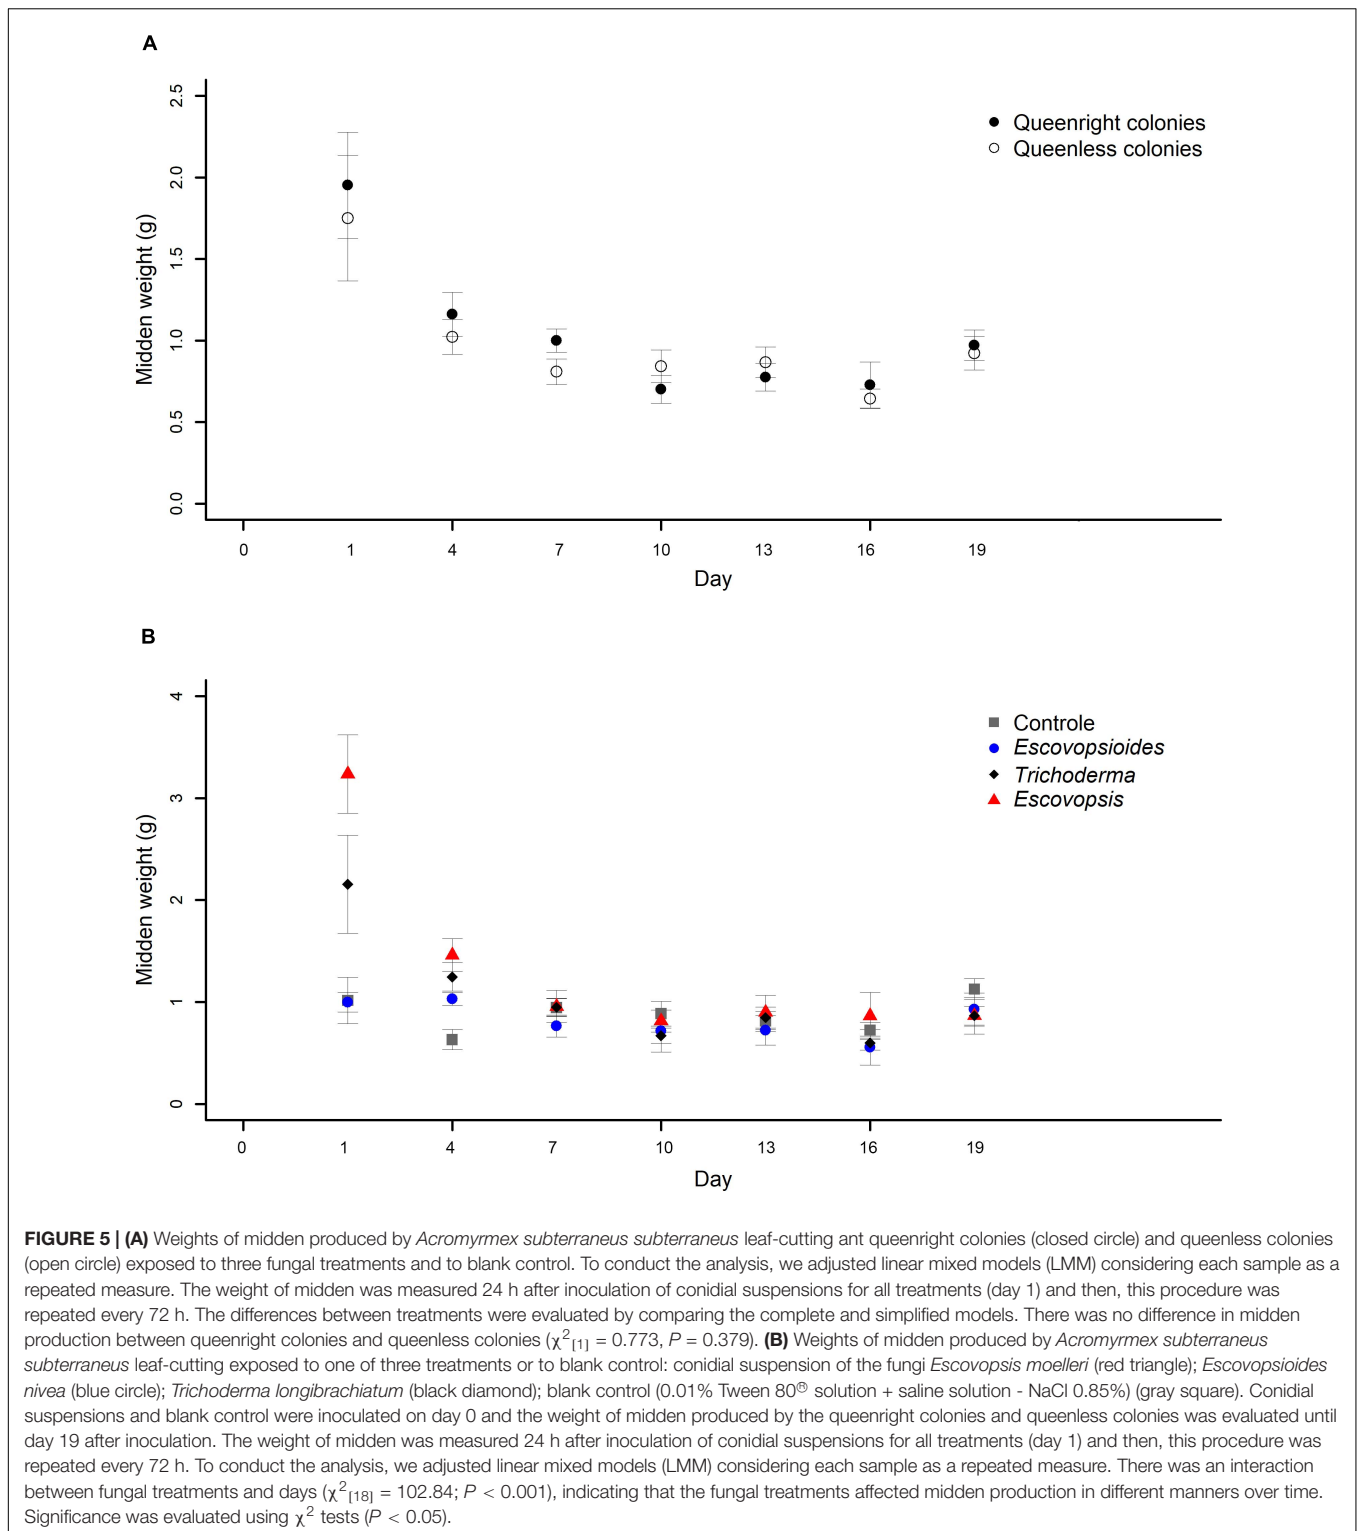 A
2.5
2.0
1.5
1.0
0.5
0.0
Midden weight (g)
Queenright colonies
Queenless colonies
0 1 4 7 10 13 16 19
Day
B
4
3
2
1
0
Midden weight (g)
Controle
Escovopsioides
Trichoderma
Escovopsis
0 1 4 7 10 13 16 19
Day
FIGURE 5 | (A) Weights of midden produced by Acromyrmex subterraneus subterraneus leaf-cutting ant queenright colonies (closed circle) and queenless colonies
(open circle) exposed to three fungal treatments and to blank control. To conduct the analysis, we adjusted linear mixed models (LMM) considering each sample as a
repeated measure. The weight of midden was measured 24 h after inoculation of conidial suspensions for all treatments (day 1) and then, this procedure was
repeated every 72 h. The differences between treatments were evaluated by comparing the complete and simplified models. There was no difference in midden
production between queenright colonies and queenless colonies (χ²[1] = 0.773, P = 0.379). (B) Weights of midden produced by Acromyrmex subterraneus
subterraneus leaf-cutting exposed to one of three treatments or to blank control: conidial suspension of the fungi Escovopsis moelleri (red triangle); Escovopsioides
nivea (blue circle); Trichoderma longibrachiatum (black diamond); blank control (0.01% Tween 80® solution + saline solution - NaCl 0.85%) (gray square). Conidial
suspensions and blank control were inoculated on day 0 and the weight of midden produced by the queenright colonies and queenless colonies was evaluated until
day 19 after inoculation. The weight of midden was measured 24 h after inoculation of conidial suspensions for all treatments (day 1) and then, this procedure was
repeated every 72 h. To conduct the analysis, we adjusted linear mixed models (LMM) considering each sample as a repeated measure. There was an interaction
between fungal treatments and days (χ²[18] = 102.84; P < 0.001), indicating that the fungal treatments affected midden production in different manners over time.
Significance was evaluated using χ² tests (P < 0.05).